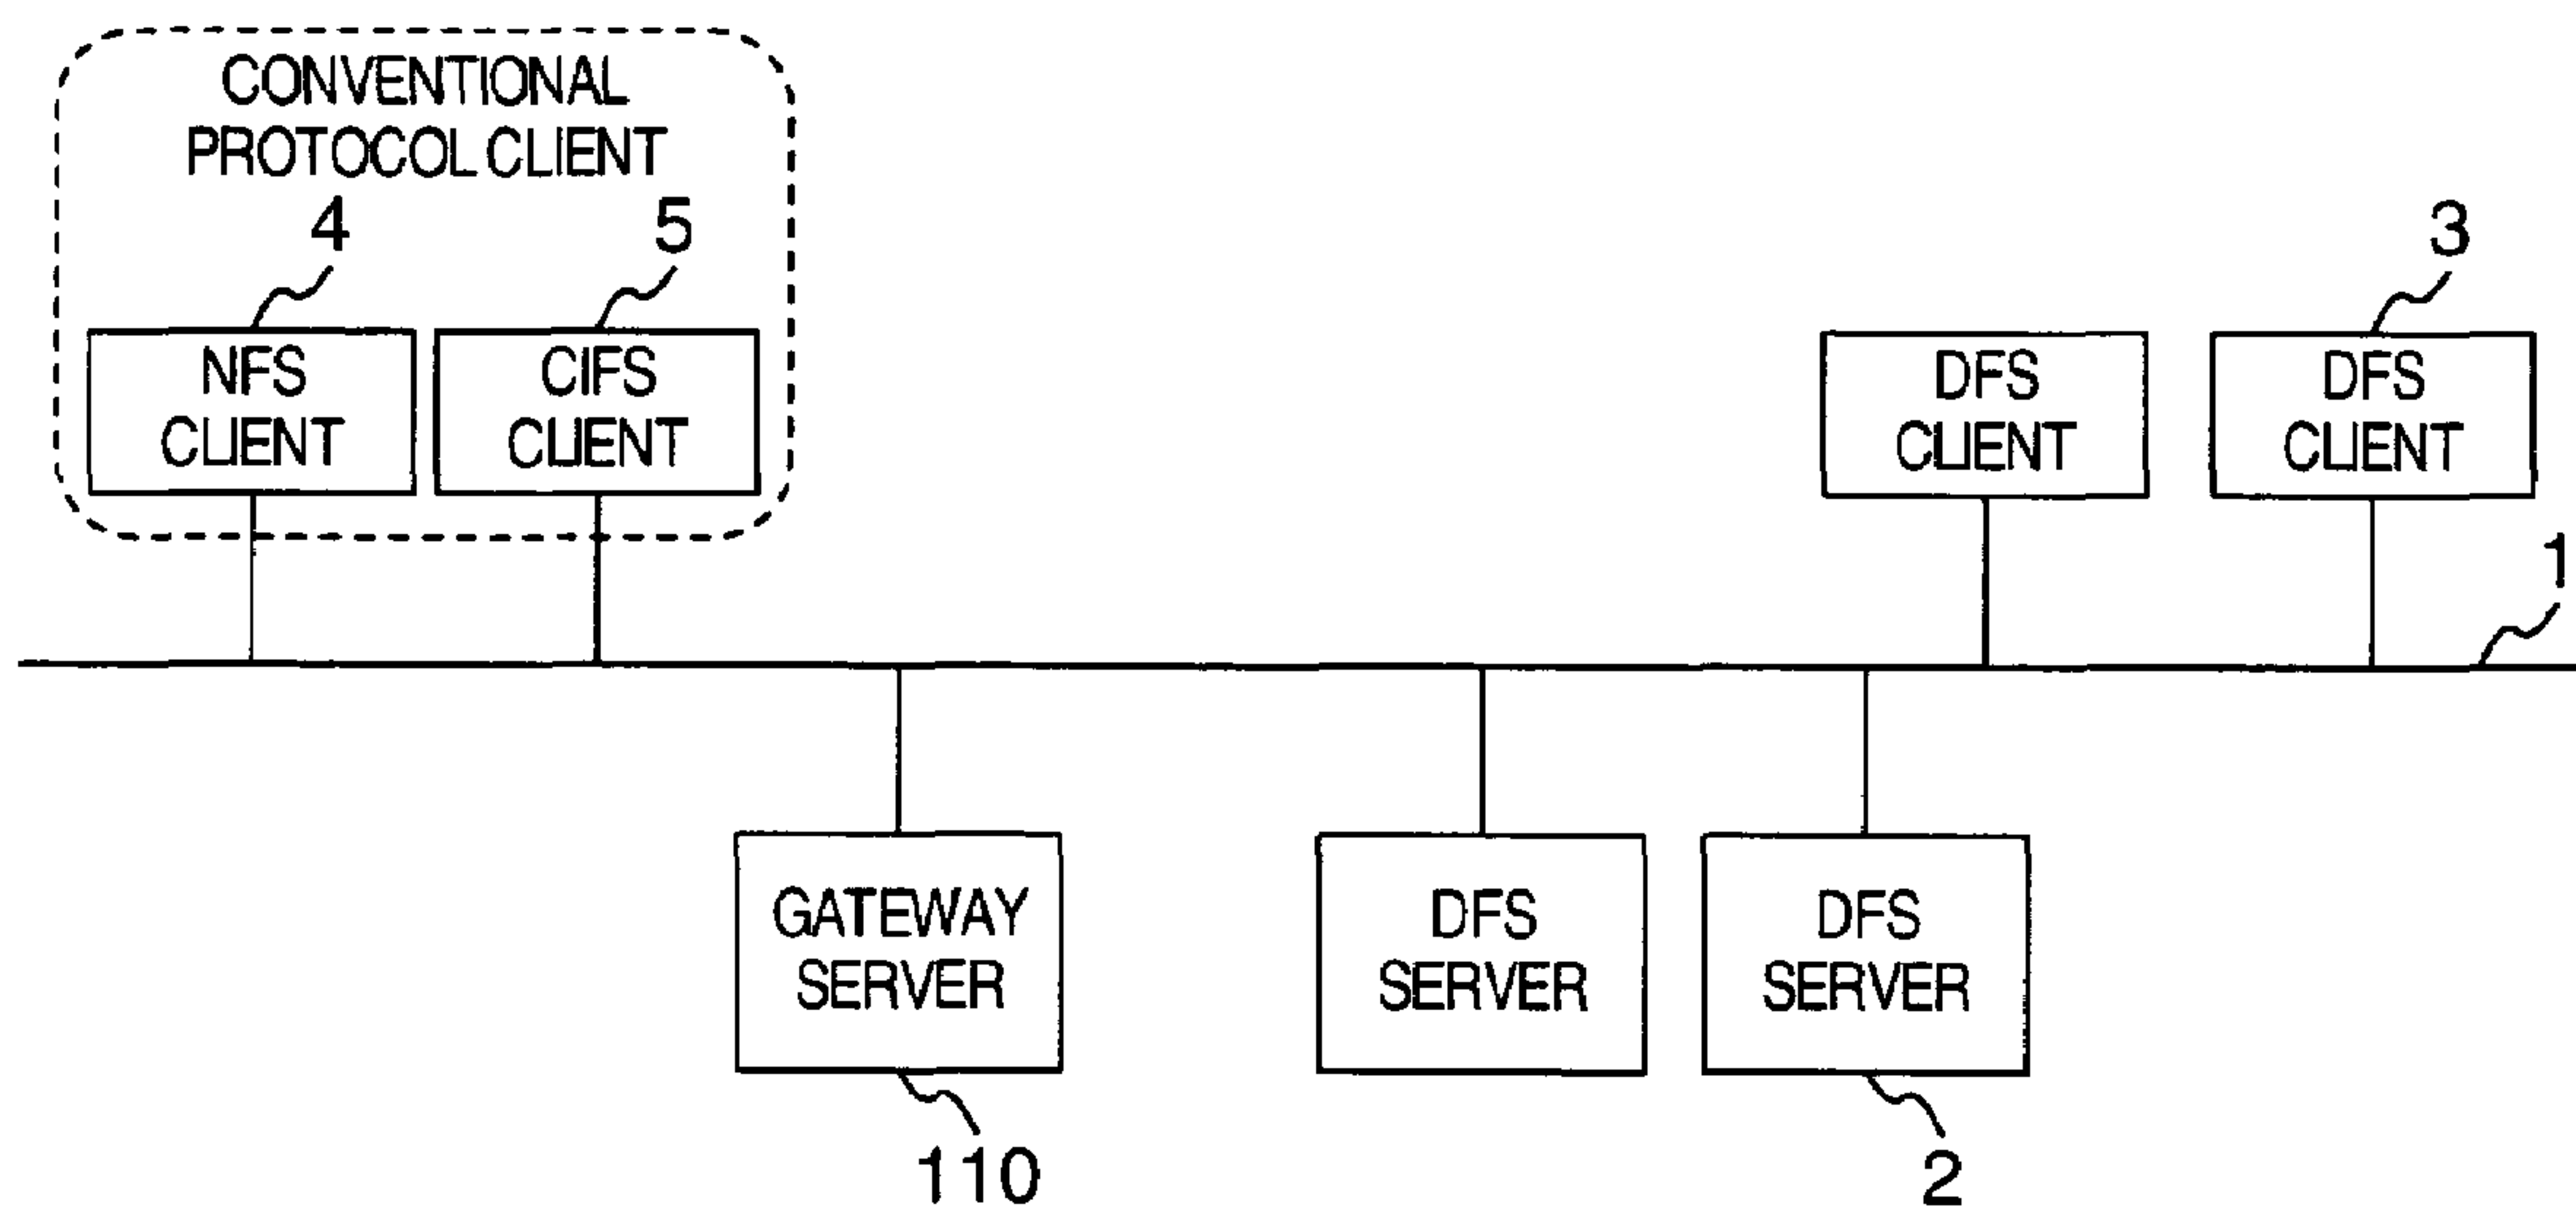 CONVENTIONAL
PROTOCOL CLIENT
4
5
3
NFS
CLIENT
CIFS
CLIENT
DFS
CLIENT
DFS
CLIENT
1
GATEWAY
SERVER
DFS
SERVER
DFS
SERVER
110
2